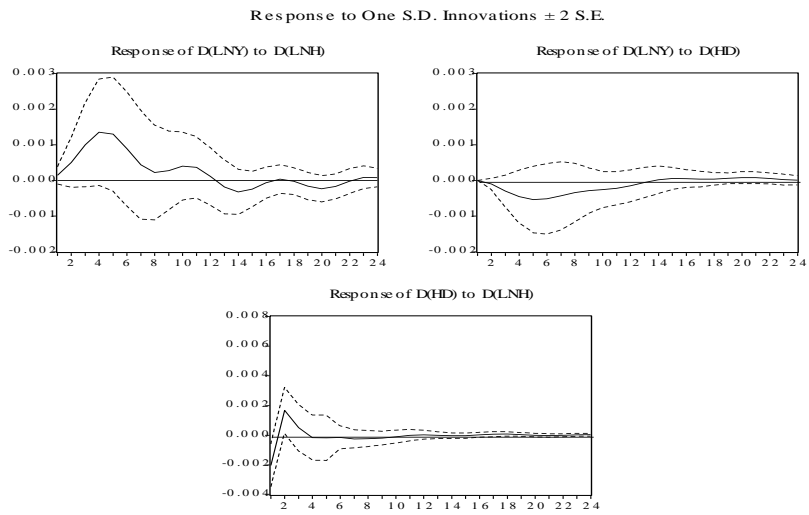 Response to One S.D. Innovations ± 2 S.E.
Response of D(LNY) to D(LNH)
0.003
0.002
0.001
0.000
-0.001
-0.002
2 4 6 8 10 12 14 16 18 20 22 24
Response of D(LNY) to D(HD)
0.003
0.002
0.001
0.000
-0.001
-0.002
2 4 6 8 10 12 14 16 18 20 22 24
Response of D(HD) to D(LNH)
0.008
0.006
0.004
0.002
0.000
-0.002
-0.004
2 4 6 8 10 12 14 16 18 20 22 24